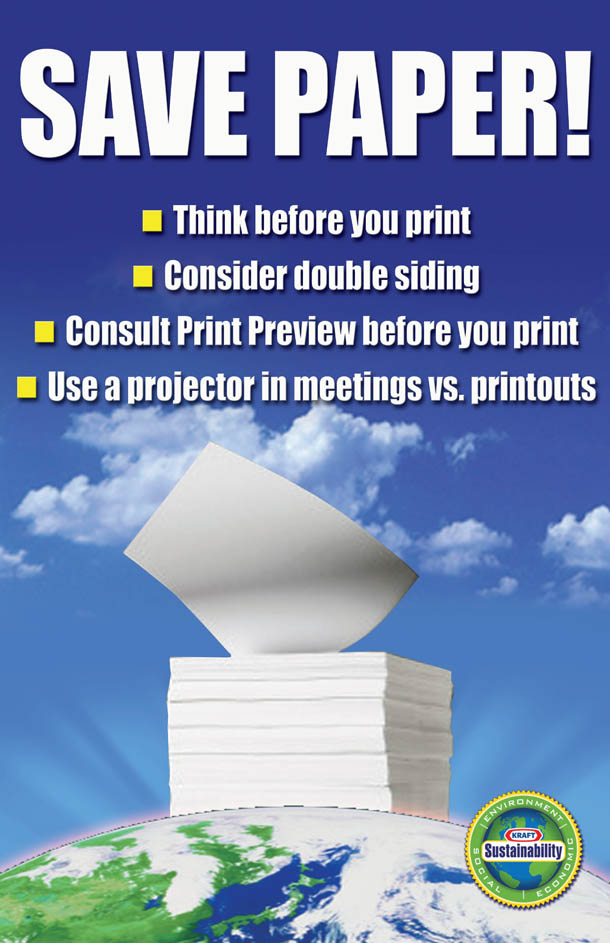 SAVE PAPER!
Think before you print
Consider double siding
Consult Print Preview before you print
Use a projector in meetings vs. printouts
ENVIRONMENT
KRAFT
Sustainability
SOCIAL
ECONOMIC